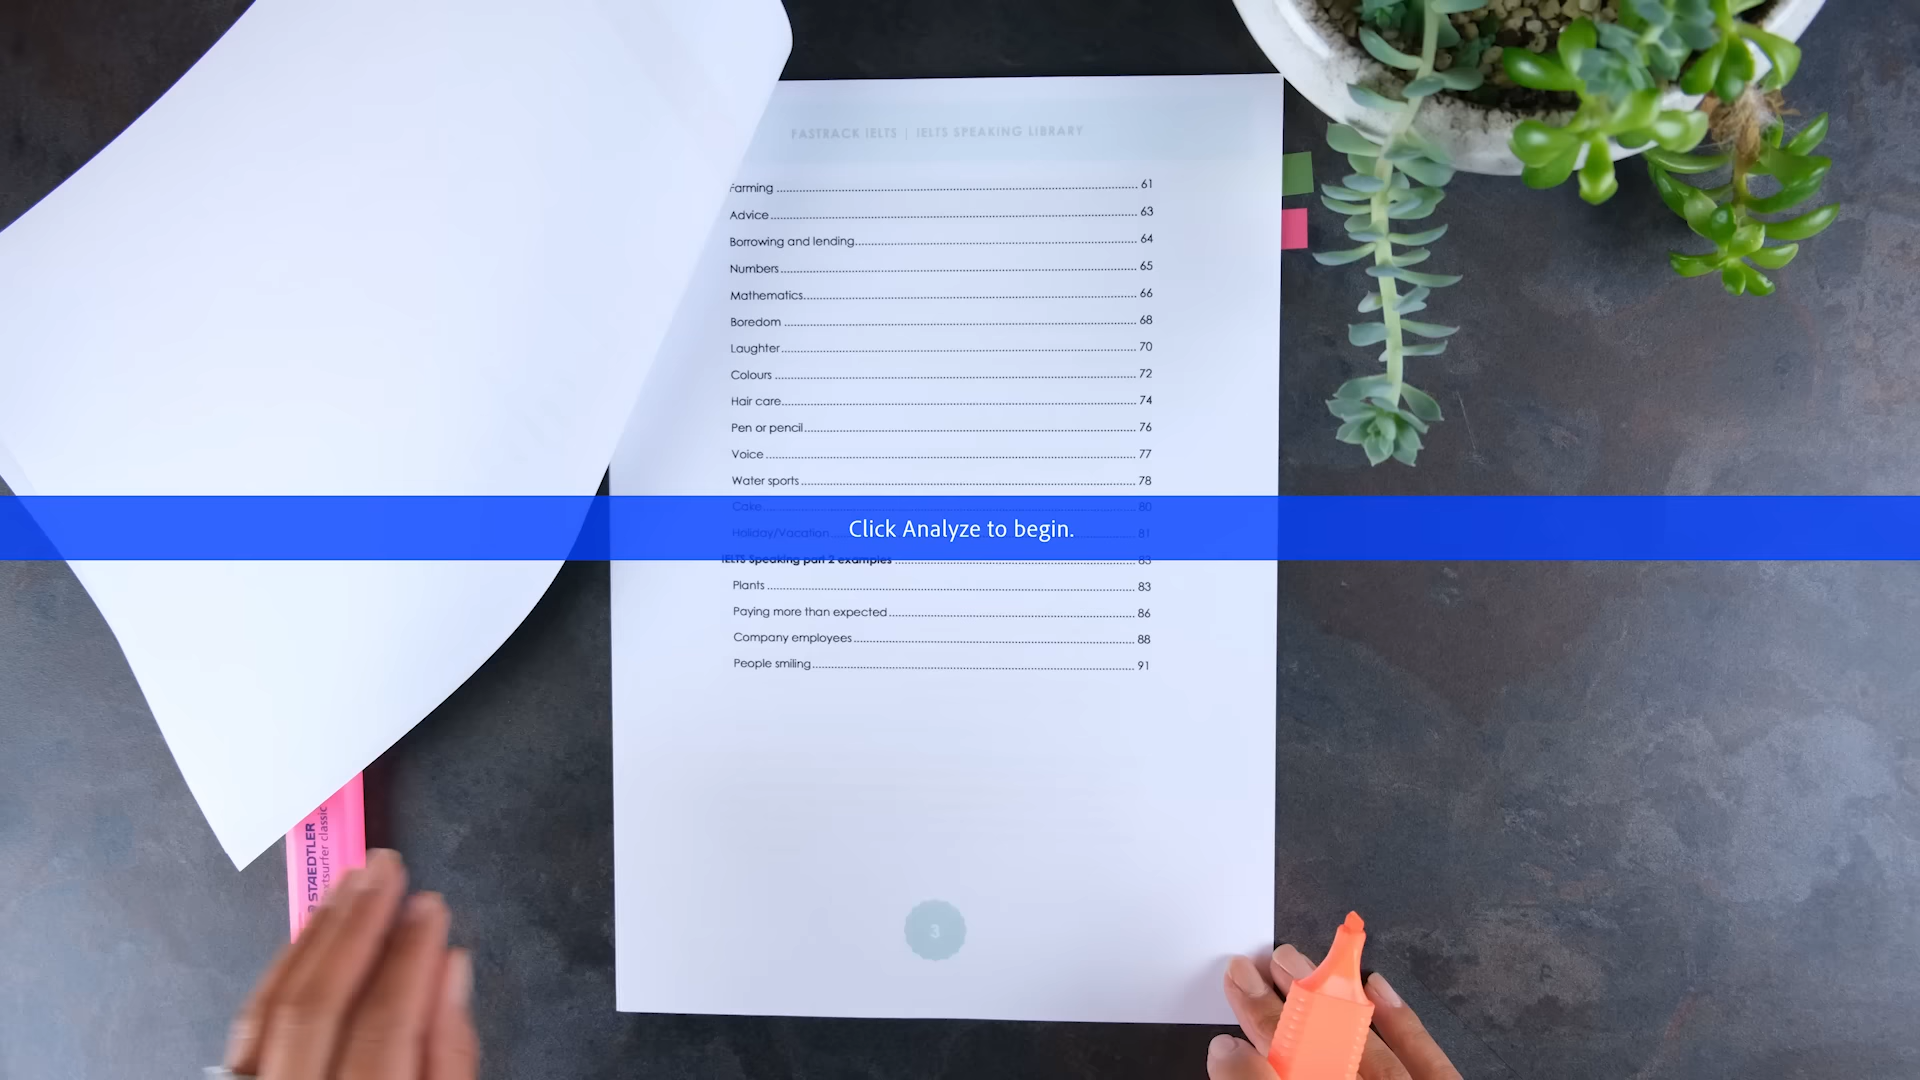 FASTRACK IELTS | IELTS SPEAKING LIBRARY
Farming 61
Advice 63
Borrowing and lending 64
Numbers 65
Mathematics 66
Boredom 68
Laughter 70
Colours 72
Hair care 74
Pen or pencil 76
Voice 77
Water sports 78
Cake 80
Holiday/Vacation 81
Click Analyze to begin.
IELTS Speaking part 2 examples 83
Plants 83
Paying more than expected 86
Company employees 88
People smiling 91
STAEDTLER
textsurfer classic
3